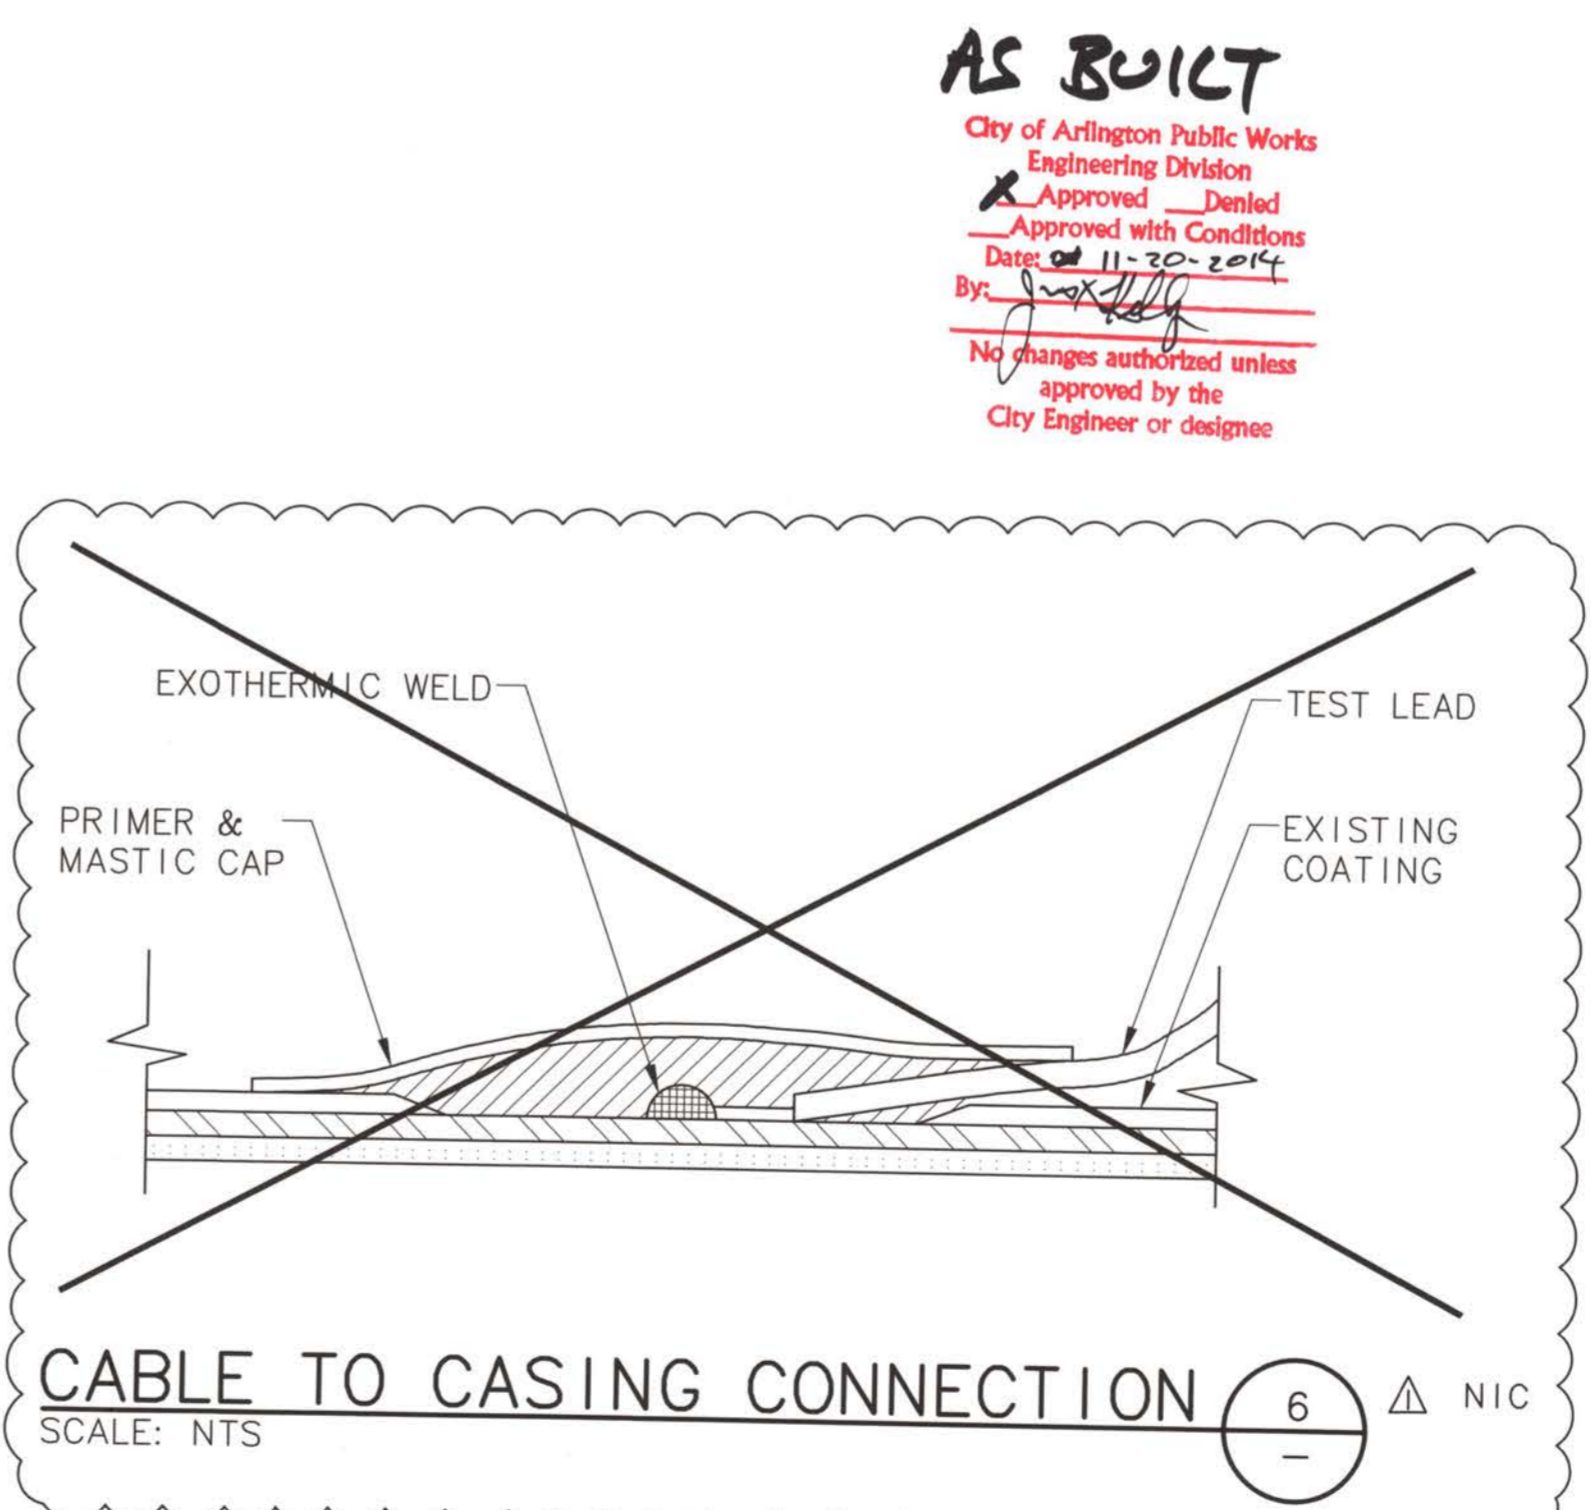 AS BUILT
City of Arlington Public Works
Engineering Division
X Approved __Denied
__Approved with Conditions
Date: 11-20-2014
By:
No changes authorized unless
approved by the
City Engineer or designee
EXOTHERMIC WELD
TEST LEAD
PRIMER &
MASTIC CAP
EXISTING
COATING
CABLE TO CASING CONNECTION
6
–
1 NIC
SCALE: NTS